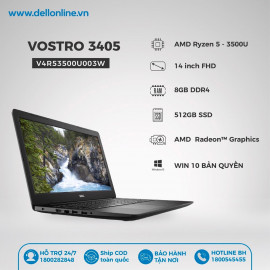 www.dellonline.vn
VOSTRO 3405
V4R53500U003W
AMD Ryzen 5 - 3500U
14 inch FHD
RAM
8GB DDR4
512GB SSD
AMD Radeon™ Graphics
WIN 10 BẢN QUYỀN
HỖ TRỢ 24/7
1800282848
Ship COD
toàn quốc
BẢO HÀNH
TẬN NƠI
HOTLINE BH
1800545455